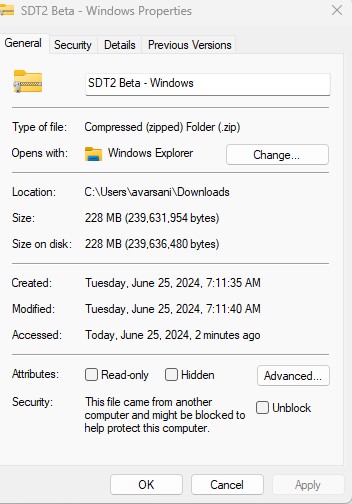 SDT2 Beta - Windows Properties
General Security Details Previous Versions
SDT2 Beta - Windows
Type of file: Compressed (zipped) Folder (.zip)
Opens with: Windows Explorer Change...
Location: C:\Users\avarsani\Downloads
Size: 228 MB (239,631,954 bytes)
Size on disk: 228 MB (239,636,480 bytes)
Created: Tuesday, June 25, 2024, 7:11:35 AM
Modified: Tuesday, June 25, 2024, 7:11:40 AM
Accessed: Today, June 25, 2024, 2 minutes ago
Attributes: Read-only Hidden Advanced...
Security: This file came from another
computer and might be blocked to Unblock
help protect this computer.
OK Cancel Apply